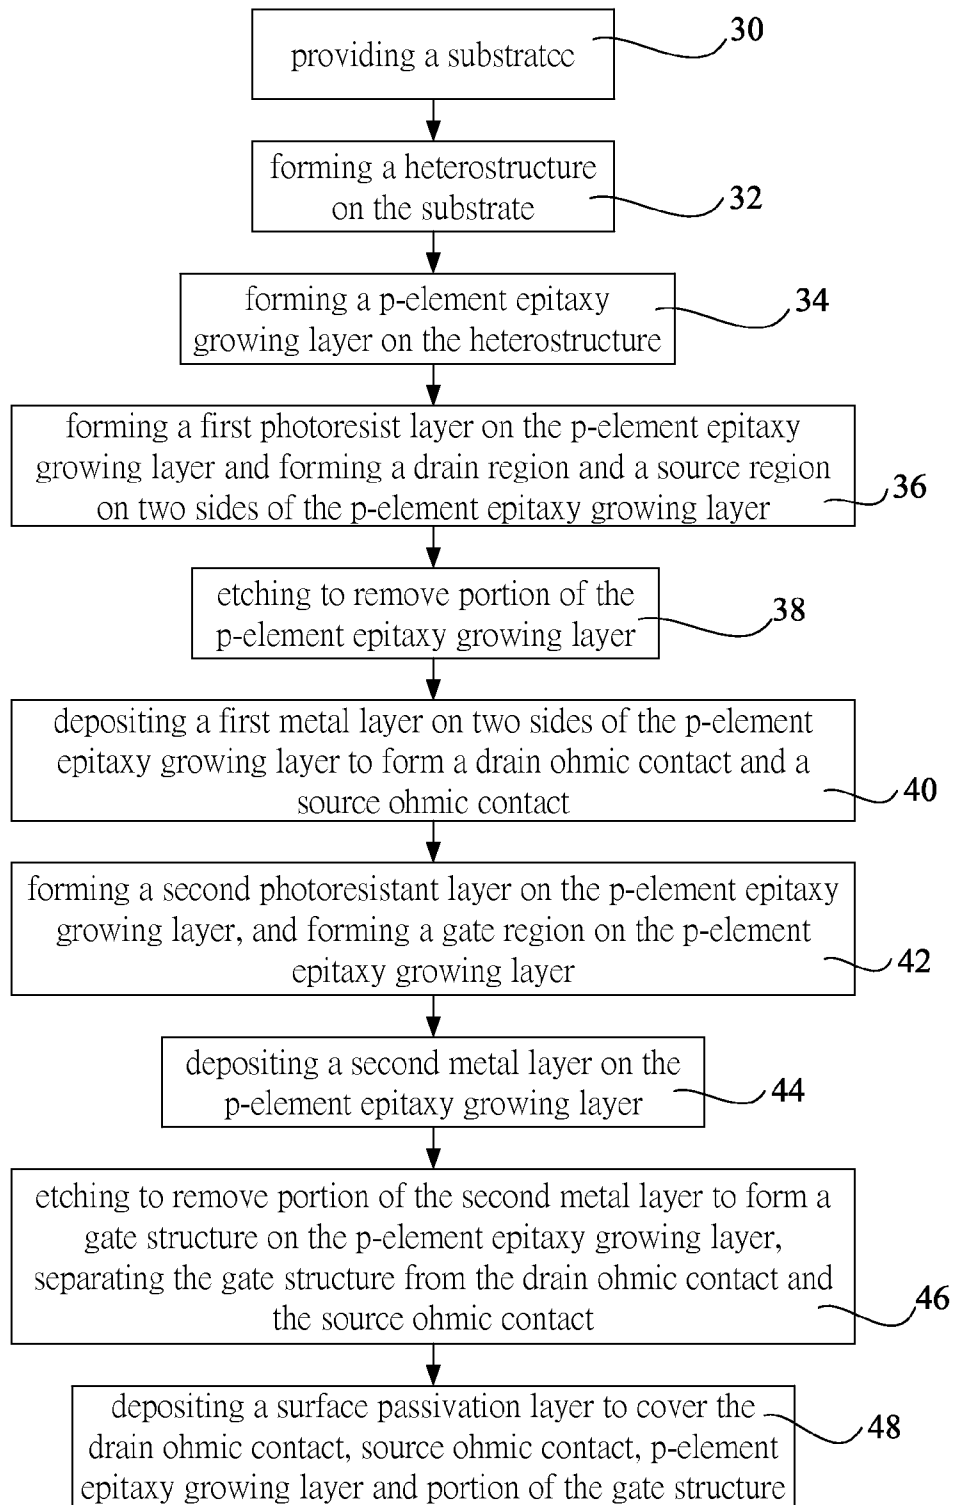 providing a substratee
30
forming a heterostructure
on the substrate
32
forming a p-element epitaxy
growing layer on the heterostructure
34
forming a first photoresist layer on the p-element epitaxy
growing layer and forming a drain region and a source region
on two sides of the p-element epitaxy growing layer
36
etching to remove portion of the
p-element epitaxy growing layer
38
depositing a first metal layer on two sides of the p-element
epitaxy growing layer to form a drain ohmic contact and a
source ohmic contact
40
forming a second photoresistant layer on the p-element epitaxy
growing layer, and forming a gate region on the p-element
epitaxy growing layer
42
depositing a second metal layer on the
p-element epitaxy growing layer
44
etching to remove portion of the second metal layer to form a
gate structure on the p-element epitaxy growing layer,
separating the gate structure from the drain ohmic contact and
the source ohmic contact
46
depositing a surface passivation layer to cover the
drain ohmic contact, source ohmic contact, p-element
epitaxy growing layer and portion of the gate structure
48